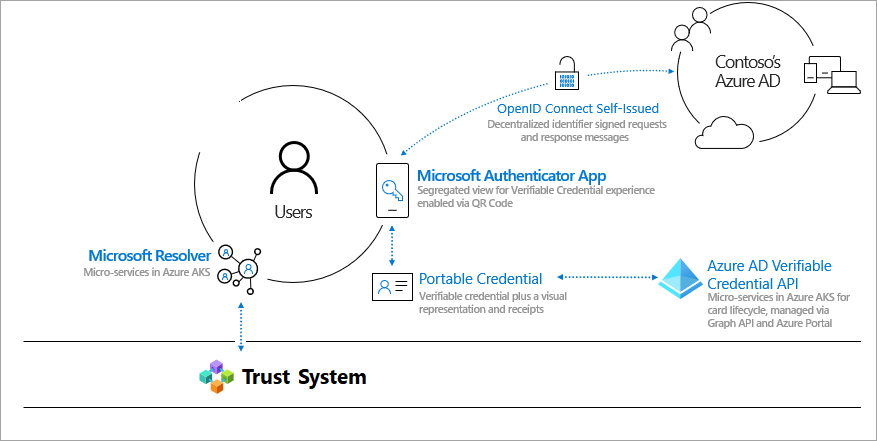 Contoso's
Azure AD
OpenID Connect Self-Issued
Decentralized identifier signed requests
and response messages
Users
Microsoft Authenticator App
Segregated view for Verifiable Credential experience
enabled via QR Code
Microsoft Resolver
Micro-services in Azure AKS
Portable Credential
Verifiable credential plus a visual
representation and receipts
Azure AD Verifiable
Credential API
Micro-services in Azure AKS for
card lifecycle, managed via
Graph API and Azure Portal
Trust System